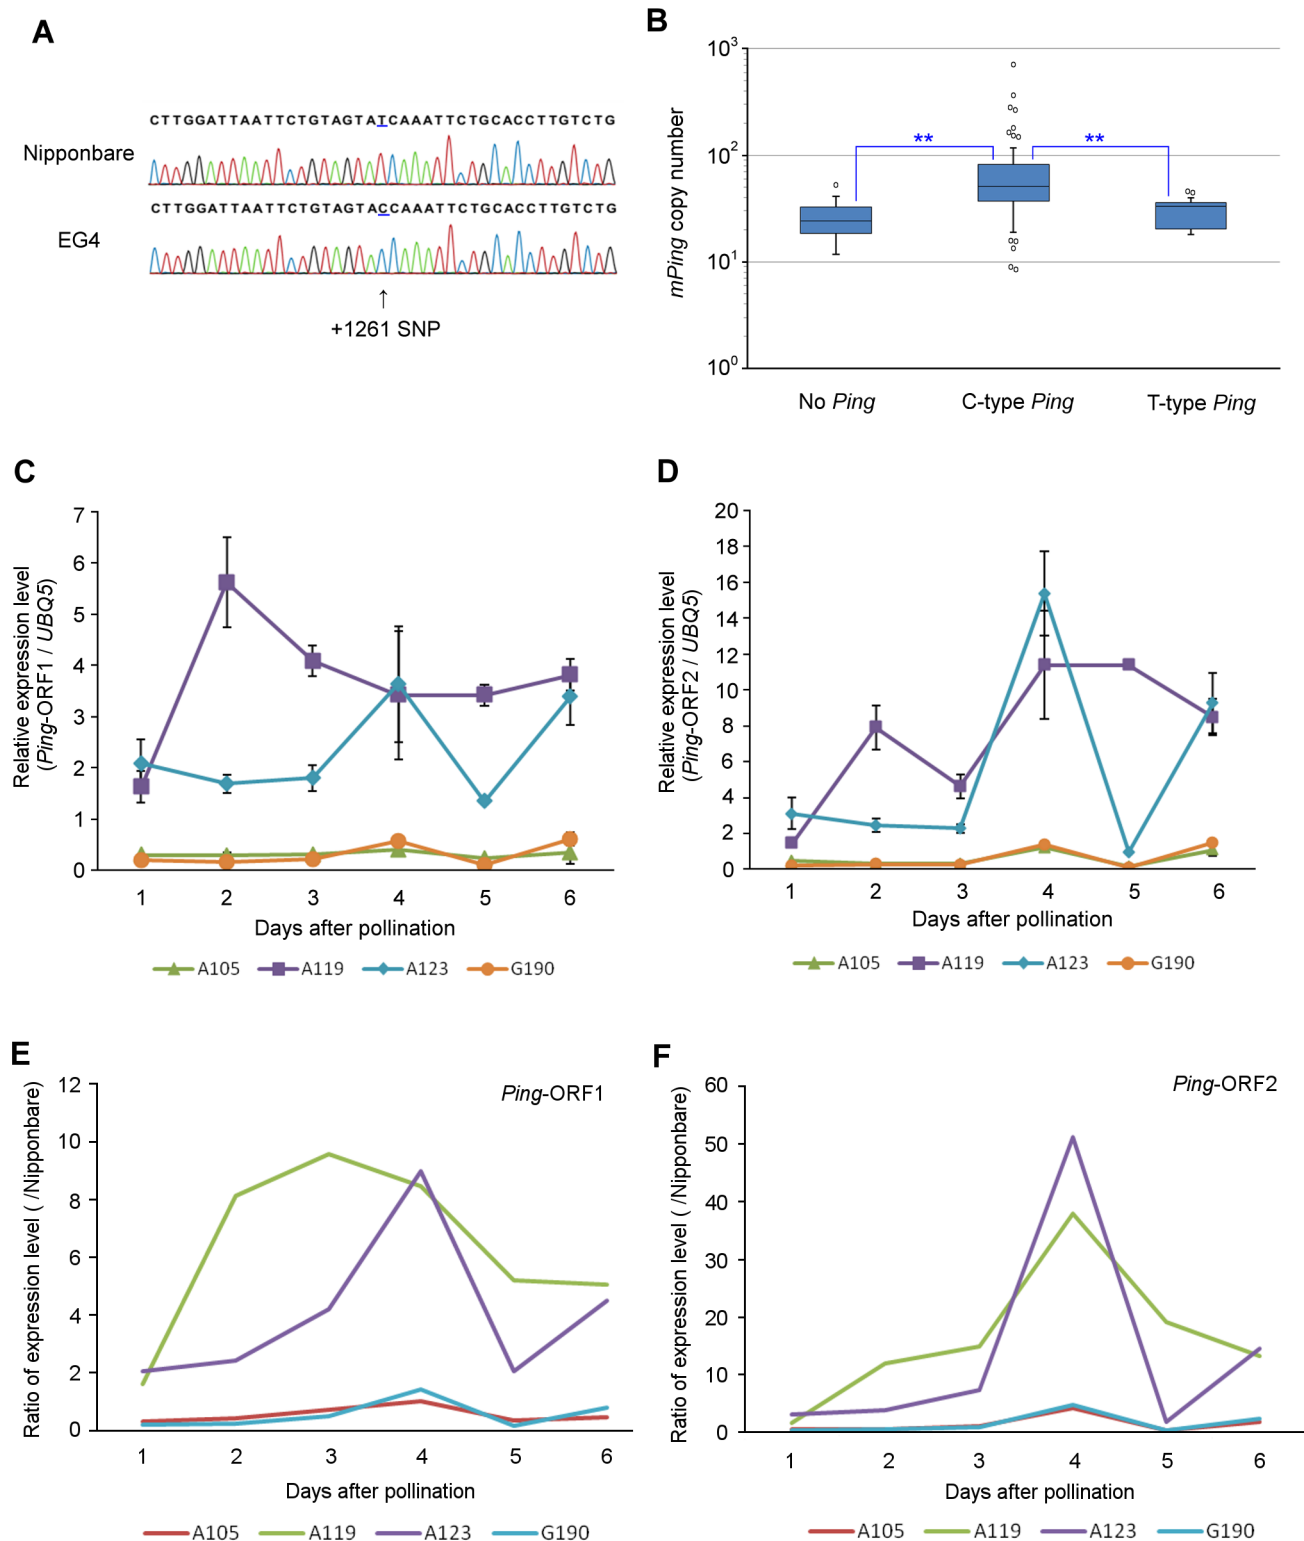 A
CTTGGATTAATTCTGTAGTATCAAATTCTGCACCTTGTCTG
Nipponbare
CTTGGATTAATTCTGTAGTACCAAATTCTGCACCTTGTCTG
EG4
↑
+1261 SNP
B
mPing copy number
10³
10²
10¹
10⁰
** **
No Ping C-type Ping T-type Ping
C
Relative expression level
(Ping-ORF1 / UBQ5)
7
6
5
4
3
2
1
0
1 2 3 4 5 6
Days after pollination
A105 A119 A123 G190
D
Relative expression level
(Ping-ORF2 / UBQ5)
20
18
16
14
12
10
8
6
4
2
0
1 2 3 4 5 6
Days after pollination
A105 A119 A123 G190
E
Ratio of expression level ( /Nipponbare)
Ping-ORF1
12
10
8
6
4
2
0
1 2 3 4 5 6
Days after pollination
A105 A119 A123 G190
F
Ratio of expression level ( /Nipponbare)
Ping-ORF2
60
50
40
30
20
10
0
1 2 3 4 5 6
Days after pollination
A105 A119 A123 G190